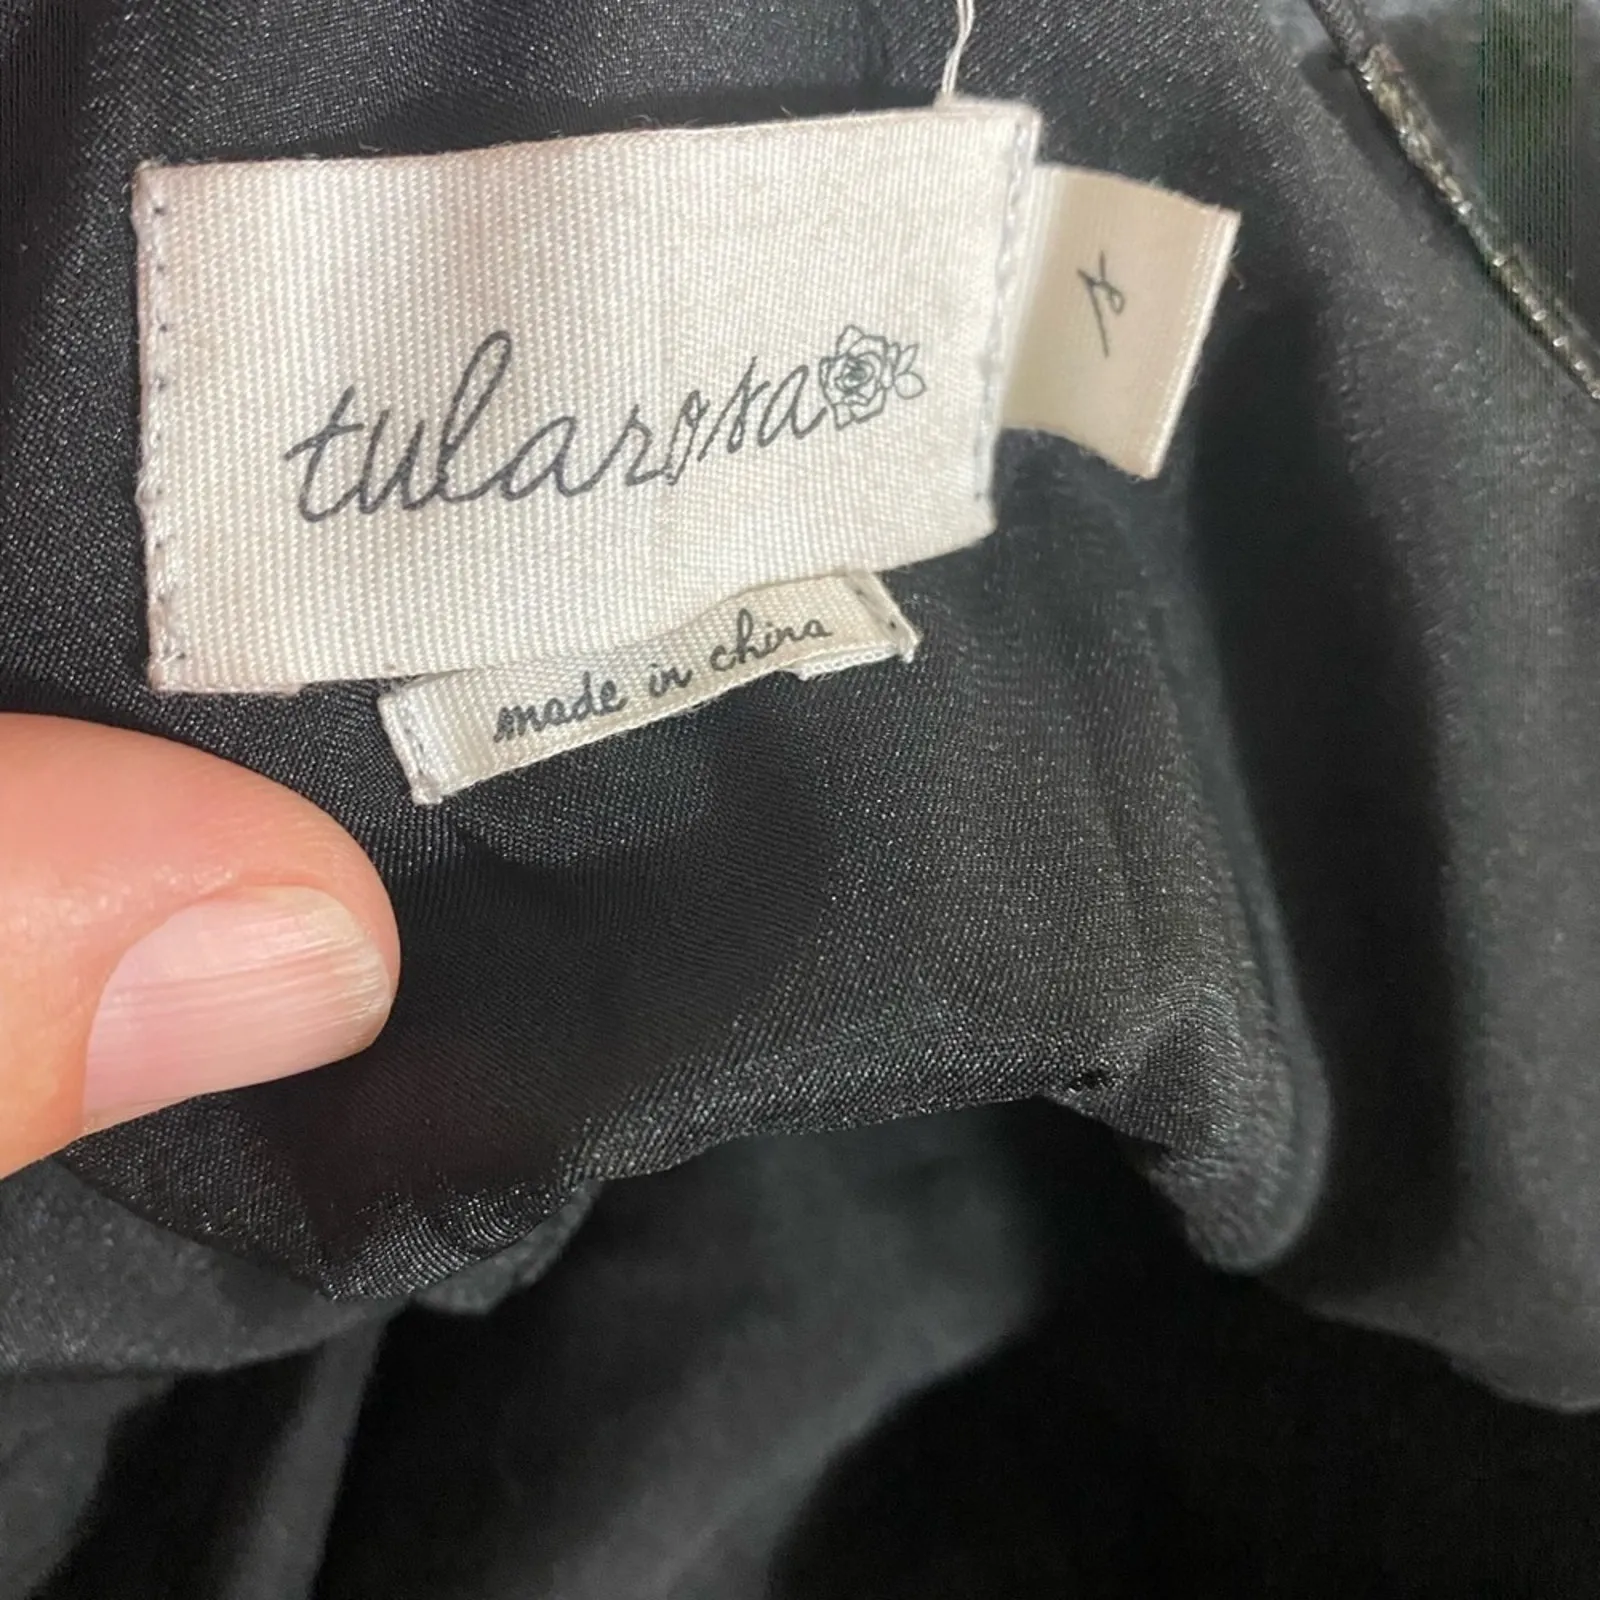 tularosa
s
made in china